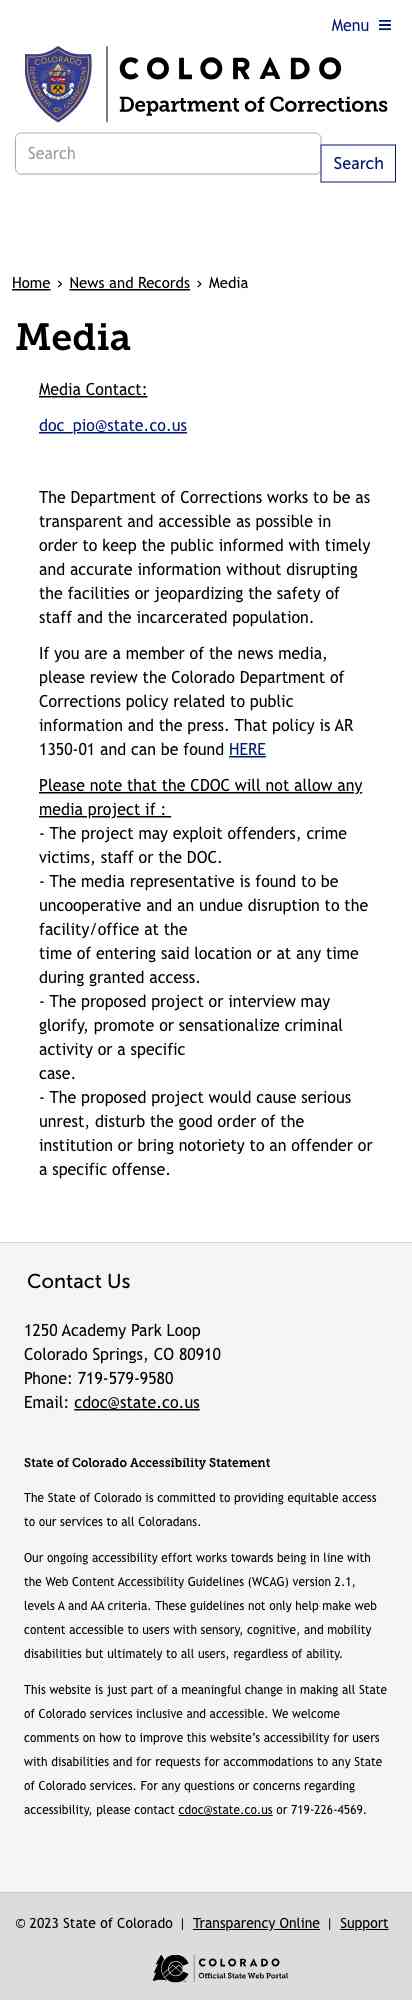 Menu
COLORADO
COLORADO
Department of Corrections
Search
Search
Home › News and Records › Media
Media
Media Contact:
doc_pio@state.co.us
The Department of Corrections works to be as
transparent and accessible as possible in
order to keep the public informed with timely
and accurate information without disrupting
the facilities or jeopardizing the safety of
staff and the incarcerated population.
If you are a member of the news media,
please review the Colorado Department of
Corrections policy related to public
information and the press. That policy is AR
1350-01 and can be found HERE
Please note that the CDOC will not allow any
media project if :
- The project may exploit offenders, crime
victims, staff or the DOC.
- The media representative is found to be
uncooperative and an undue disruption to the
facility/office at the
time of entering said location or at any time
during granted access.
- The proposed project or interview may
glorify, promote or sensationalize criminal
activity or a specific
case.
- The proposed project would cause serious
unrest, disturb the good order of the
institution or bring notoriety to an offender or
a specific offense.
Contact Us
1250 Academy Park Loop
Colorado Springs, CO 80910
Phone: 719-579-9580
Email: cdoc@state.co.us
State of Colorado Accessibility Statement
The State of Colorado is committed to providing equitable access
to our services to all Coloradans.
Our ongoing accessibility effort works towards being in line with
the Web Content Accessibility Guidelines (WCAG) version 2.1,
levels A and AA criteria. These guidelines not only help make web
content accessible to users with sensory, cognitive, and mobility
disabilities but ultimately to all users, regardless of ability.
This website is just part of a meaningful change in making all State
of Colorado services inclusive and accessible. We welcome
comments on how to improve this website's accessibility for users
with disabilities and for requests for accommodations to any State
of Colorado services. For any questions or concerns regarding
accessibility, please contact cdoc@state.co.us or 719-226-4569.
© 2023 State of Colorado | Transparency Online | Support
COLORADO
Official State Web Portal